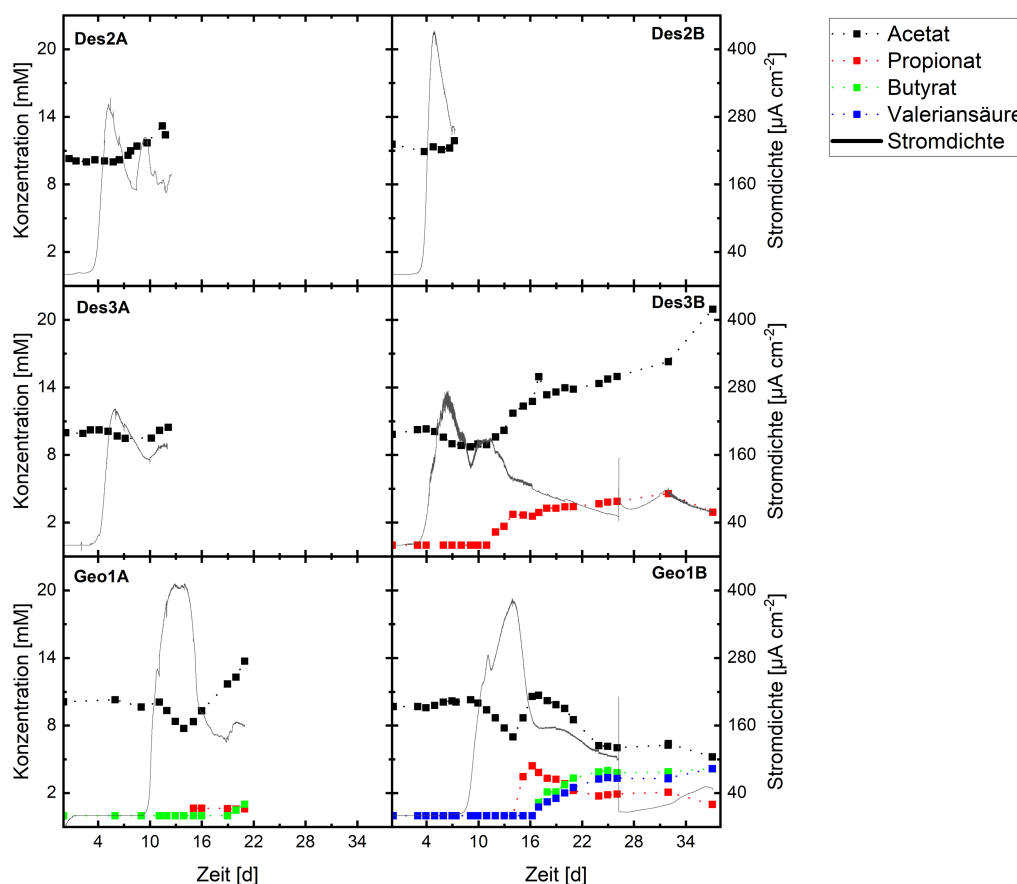 Des2A
Des2B
Konzentration [mM]
20
14
8
2
400
280
160
40
Stromdichte [µA cm⁻²]
Acetat
Propionat
Butyrat
Valeriansäure
Stromdichte
Des3A
Des3B
Konzentration [mM]
20
14
8
2
400
280
160
40
Stromdichte [µA cm⁻²]
Geo1A
Geo1B
Konzentration [mM]
20
14
8
2
400
280
160
40
Stromdichte [µA cm⁻²]
4 10 16 22 28 34
4 10 16 22 28 34
Zeit [d]
Zeit [d]